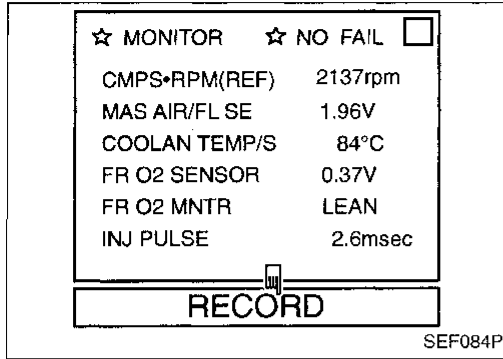 ☆ MONITOR ☆ NO FAIL
CMPS•RPM(REF) 2137rpm
MAS AIR/FL SE 1.96V
COOLAN TEMP/S 84°C
FR O2 SENSOR 0.37V
FR O2 MNTR LEAN
INJ PULSE 2.6msec
RECORD
SEF084P